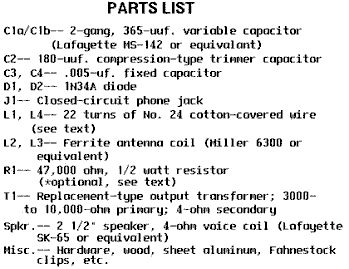 PARTS LIST
C1a/C1b-- 2-gang, 365-uuf. variable capacitor
(Lafayette MS-142 or equivalant)
C2-- 180-uuf. compression-type trimmer capacitor
C3, C4-- .005-uf. fixed capacitor
D1, D2-- 1N34A diode
J1-- Closed-circuit phone jack
L1, L4-- 22 turns of No. 24 cotton-covered wire
(see text)
L2, L3-- Ferrite antenna coil (Miller 6300 or
equivalent)
R1-- 47,000 ohm, 1/2 watt resistor
(*optional, see text)
T1-- Replacement-type output transformer; 3000-
to 10,000-ohm primary; 4-ohm secondary
Spkr.-- 2 1/2" speaker, 4-ohm voice coil (Lafayette
SK-65 or equivalent)
Misc.-- Hardware, wood, sheet aluminum, Fahnestock
clips, etc.